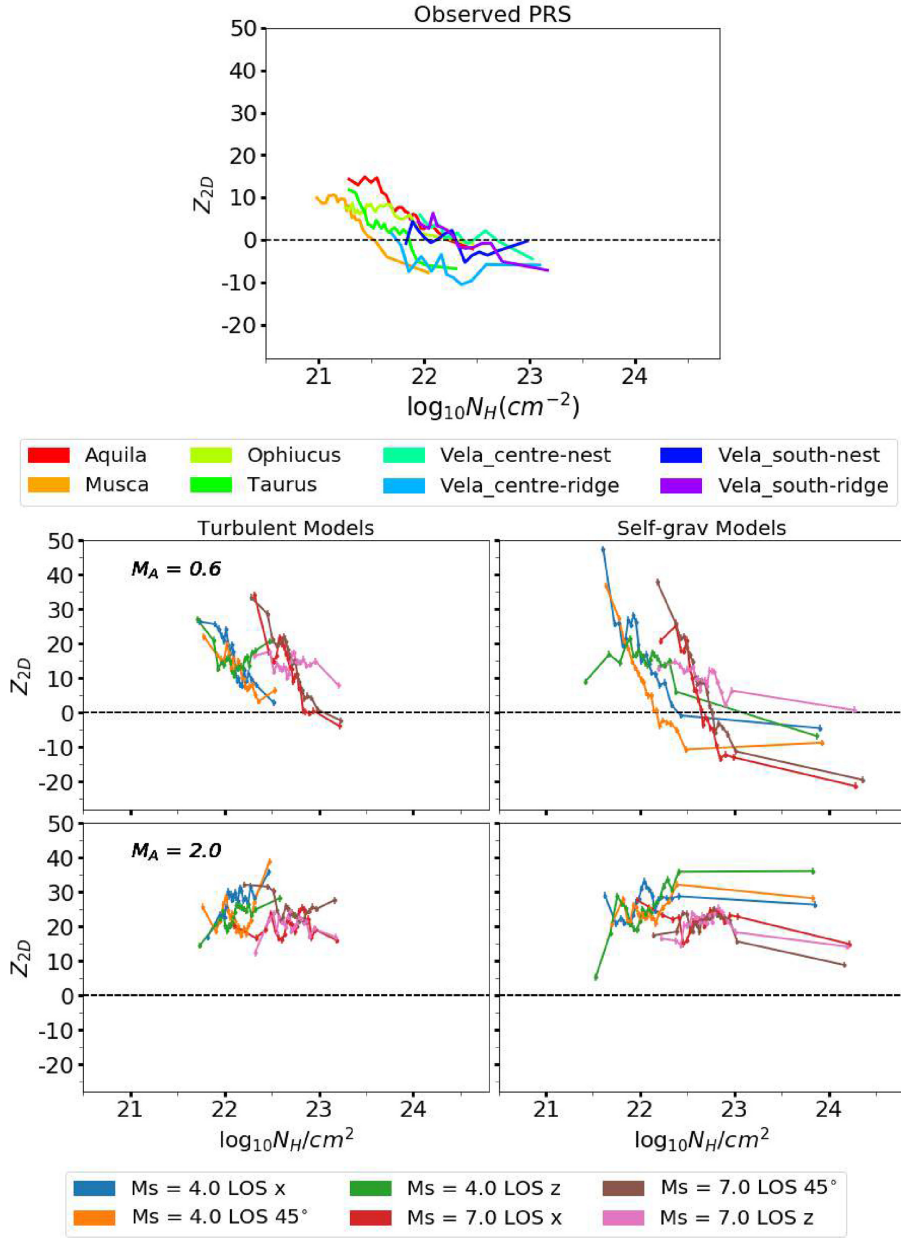 Observed PRS
50
40
30
20
10
0
-10
-20
Z2D
21 22 23 24
log10NH(cm−2)
Aquila Ophiucus Vela_centre-nest Vela_south-nest
Musca Taurus Vela_centre-ridge Vela_south-ridge
Turbulent Models Self-grav Models
50
40
30
20
10
0
-10
-20
Z2D
MA = 0.6
50
40
30
20
10
0
-10
-20
Z2D
MA = 2.0
21 22 23 24 21 22 23 24
log10NH/cm2 log10NH/cm2
Ms = 4.0 LOS x Ms = 4.0 LOS z Ms = 7.0 LOS 45°
Ms = 4.0 LOS 45° Ms = 7.0 LOS x Ms = 7.0 LOS z